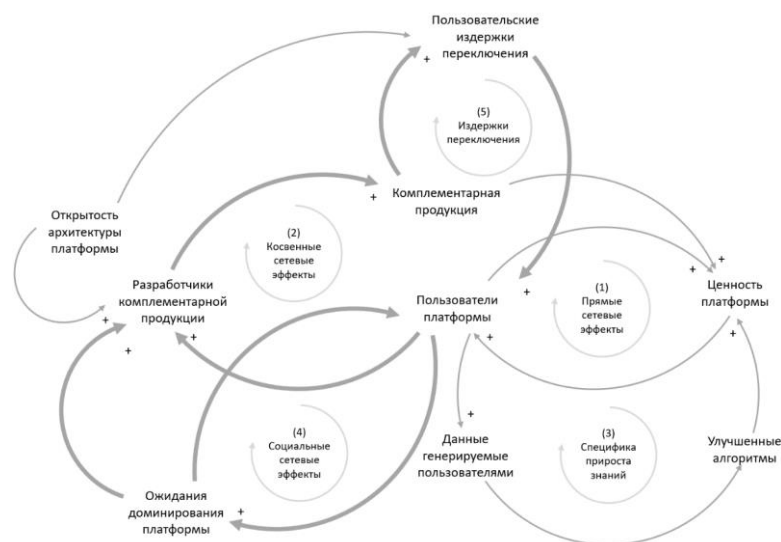 Пользовательские
издержки
переключения
+
(5)
Издержки
переключения
+
Комплементарная
продукция
Открытость
архитектуры
платформы
(2)
Косвенные
сетевые
эффекты
+
+
Разработчики
комплементарной
продукции
Пользователи
платформы
+
(1)
Прямые
сетевые
эффекты
Ценность
платформы
+
+
+
+
+
+
(4)
Социальные
сетевые
эффекты
+
Данные
генерируемые
пользователями
(3)
Специфика
прироста
знаний
Улучшенные
алгоритмы
Ожидания
доминирования
платформы
+